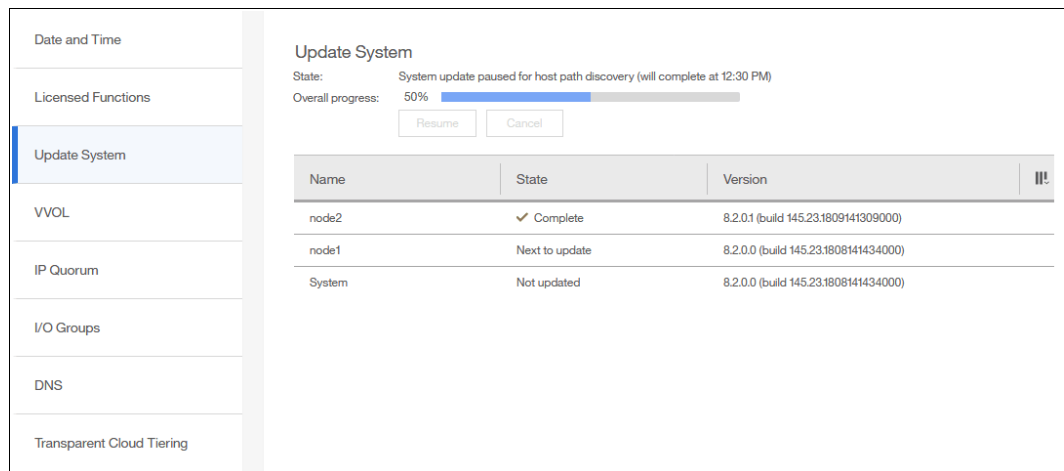 Date and Time
Licensed Functions
Update System
VVOL
IP Quorum
I/O Groups
DNS
Transparent Cloud Tiering
Update System
State: System update paused for host path discovery (will complete at 12:30 PM)
Overall progress: 50%
Resume Cancel
Name State Version
node2 Complete 8.2.0.1 (build 145.23.1809141309000)
node1 Next to update 8.2.0.0 (build 145.23.1808141434000)
System Not updated 8.2.0.0 (build 145.23.1808141434000)